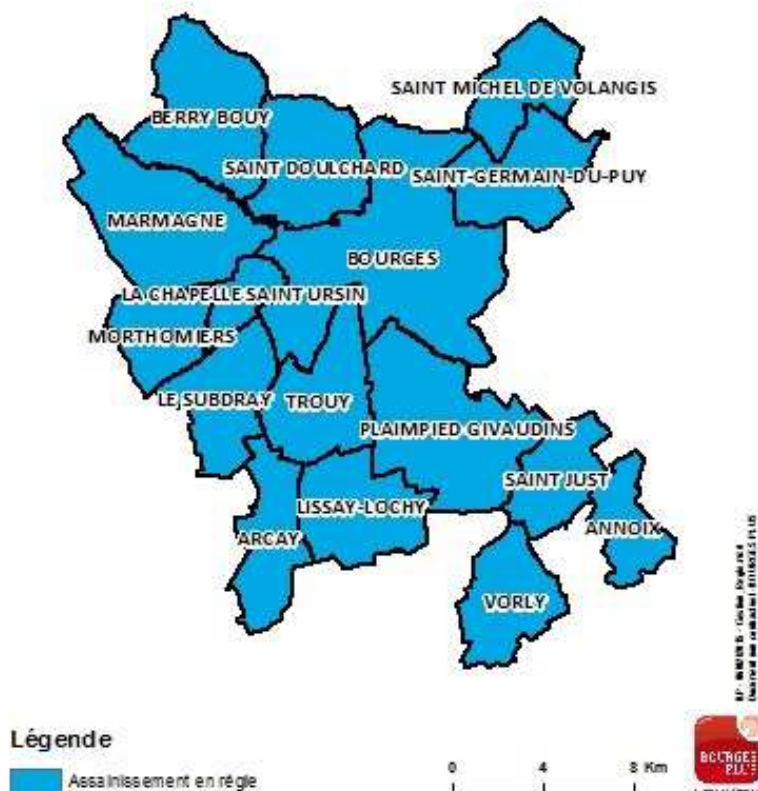 SAINT MICHEL DE VOLANGIS
BERRY BOUY
SAINT DOULCHARD
SAINT-GERMAIN-DU-PUY
MARMAGNE
BOURGES
LA CHAPELLE SAINT URSIN
MORTHOMIERS
LE SUBDRAY
TROUY
PLAIMPIED GIVAUDINS
SAINT JUST
LISSAY-LOCHY
ANNOIX
ARCAY
VORLY
Légende
Assainissement en régie
0 4 8 Km
BOURGES
PLUS